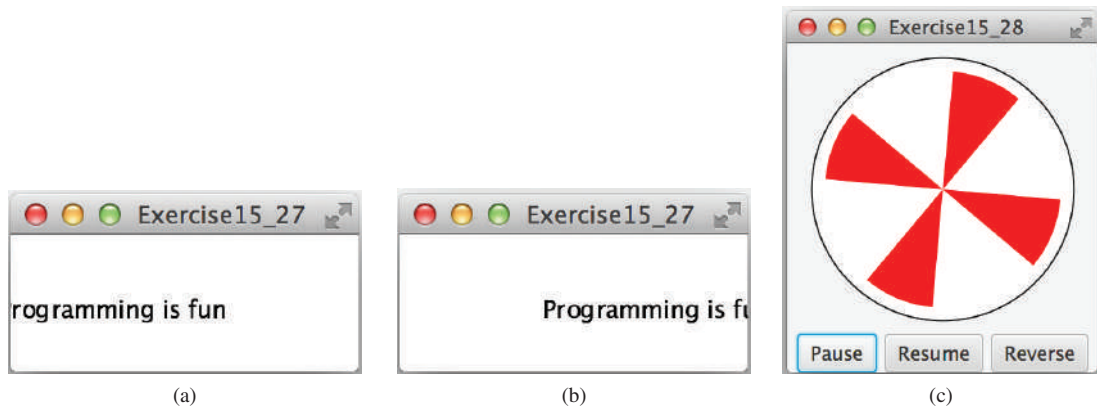 Exercise15_27
rogramming is fun
(a)
Exercise15_27
Programming is fu
(b)
Exercise15_28
Pause Resume Reverse
(c)